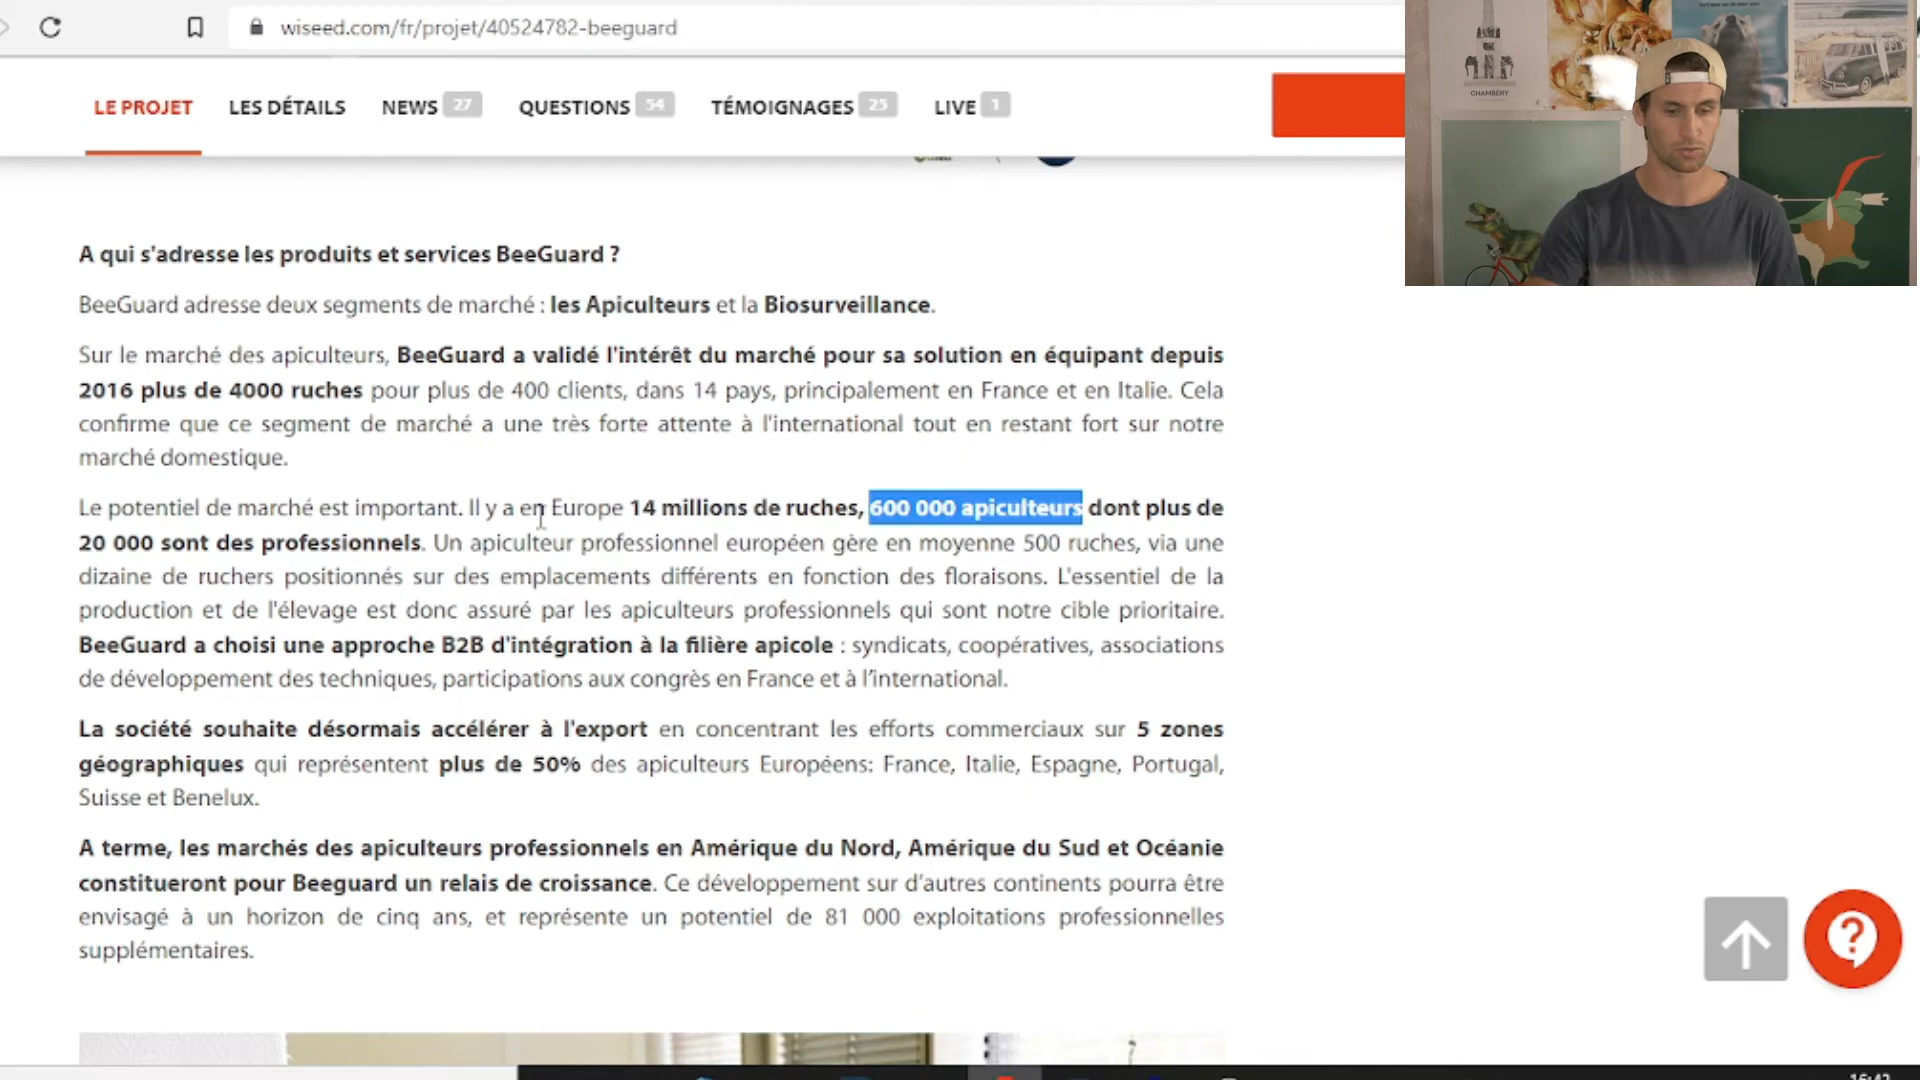 wiseed.com/fr/projet/40524782-beeguard
LE PROJET LES DÉTAILS NEWS 27 QUESTIONS 54 TÉMOIGNAGES 25 LIVE 1
CHAMBÉRY
A qui s'adresse les produits et services BeeGuard ?
BeeGuard adresse deux segments de marché : les Apiculteurs et la Biosurveillance.
Sur le marché des apiculteurs, BeeGuard a validé l'intérêt du marché pour sa solution en équipant depuis
2016 plus de 4000 ruches pour plus de 400 clients, dans 14 pays, principalement en France et en Italie. Cela
confirme que ce segment de marché a une très forte attente à l'international tout en restant fort sur notre
marché domestique.
Le potentiel de marché est important. Il y a en Europe 14 millions de ruches, 600 000 apiculteurs dont plus de
20 000 sont des professionnels. Un apiculteur professionnel européen gère en moyenne 500 ruches, via une
dizaine de ruchers positionnés sur des emplacements différents en fonction des floraisons. L'essentiel de la
production et de l'élevage est donc assuré par les apiculteurs professionnels qui sont notre cible prioritaire.
BeeGuard a choisi une approche B2B d'intégration à la filière apicole : syndicats, coopératives, associations
de développement des techniques, participations aux congrès en France et à l'international.
La société souhaite désormais accélérer à l'export en concentrant les efforts commerciaux sur 5 zones
géographiques qui représentent plus de 50% des apiculteurs Européens: France, Italie, Espagne, Portugal,
Suisse et Benelux.
A terme, les marchés des apiculteurs professionnels en Amérique du Nord, Amérique du Sud et Océanie
constitueront pour Beeguard un relais de croissance. Ce développement sur d'autres continents pourra être
envisagé à un horizon de cinq ans, et représente un potentiel de 81 000 exploitations professionnelles
supplémentaires.